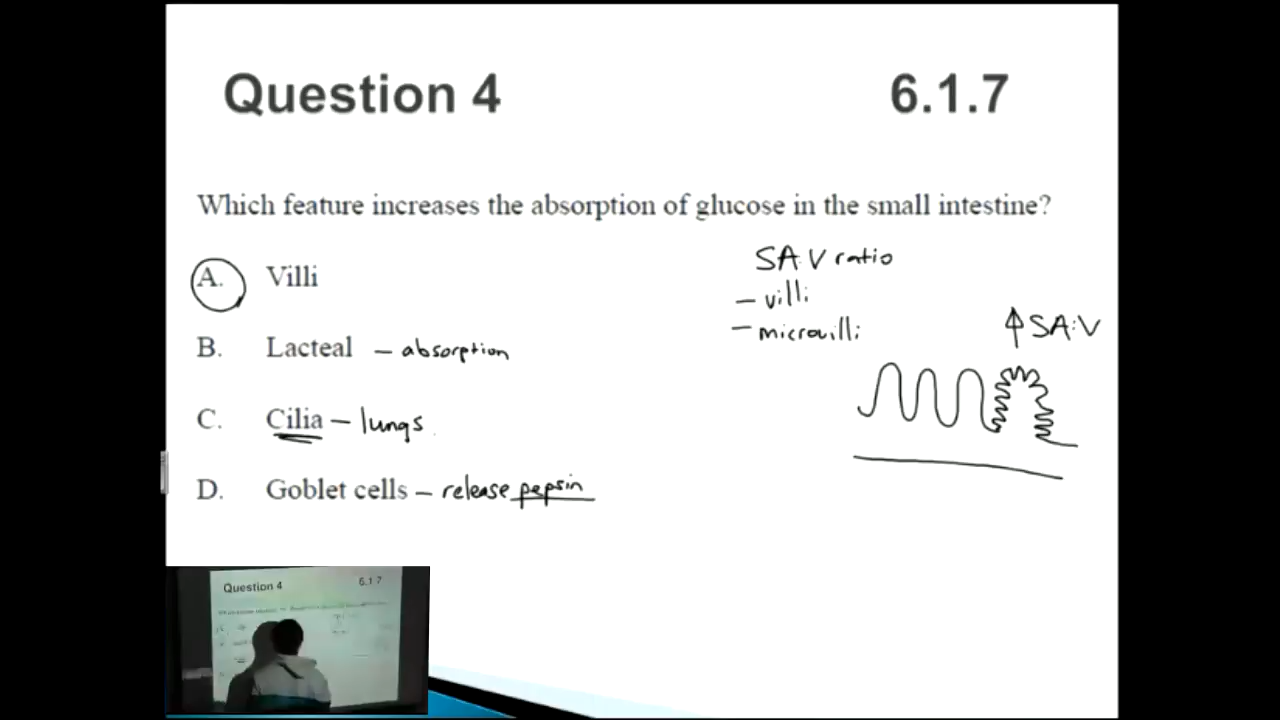 Question 4 6.1.7
Which feature increases the absorption of glucose in the small intestine?
SA:V ratio
A. Villi
– villi
– microvilli
↑ SA:V
B. Lacteal – absorption
C. Cilia – lungs
D. Goblet cells – release pepsin
Question 4 6.1.7